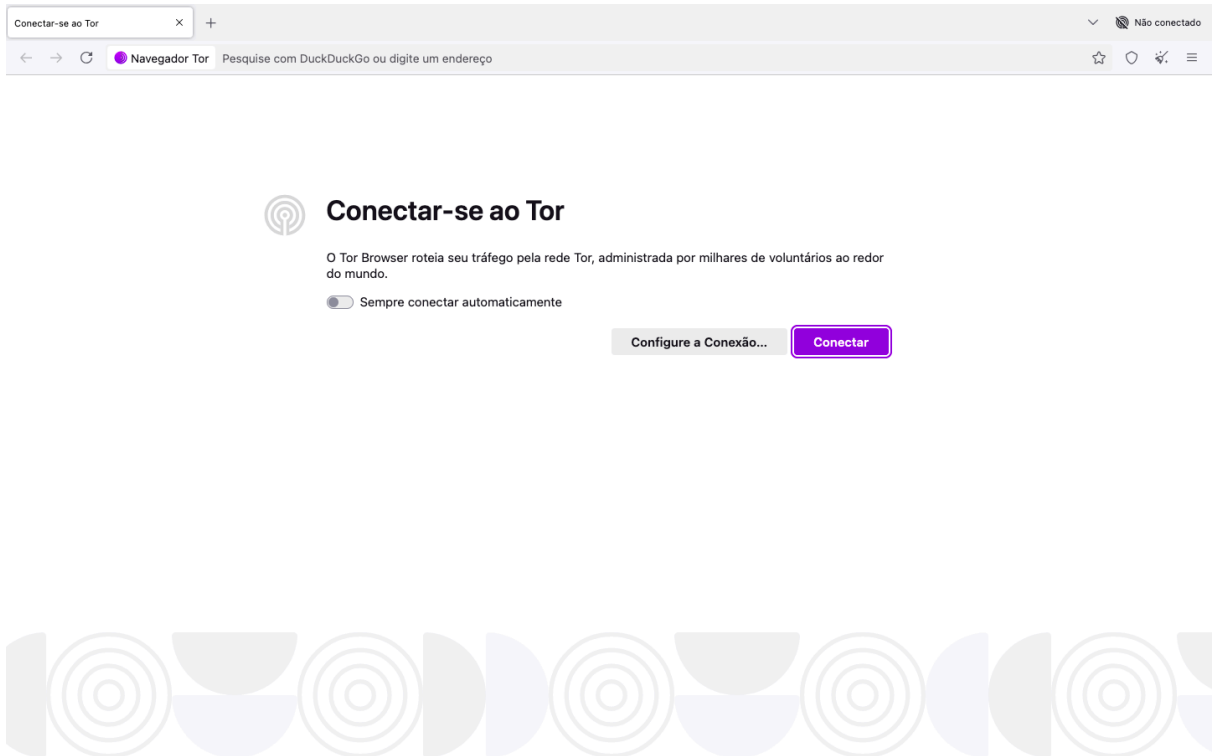 Conectar-se ao Tor
Não conectado
Navegador Tor Pesquise com DuckDuckGo ou digite um endereço
Conectar-se ao Tor
O Tor Browser roteia seu tráfego pela rede Tor, administrada por milhares de voluntários ao redor
do mundo.
Sempre conectar automaticamente
Configure a Conexão... Conectar